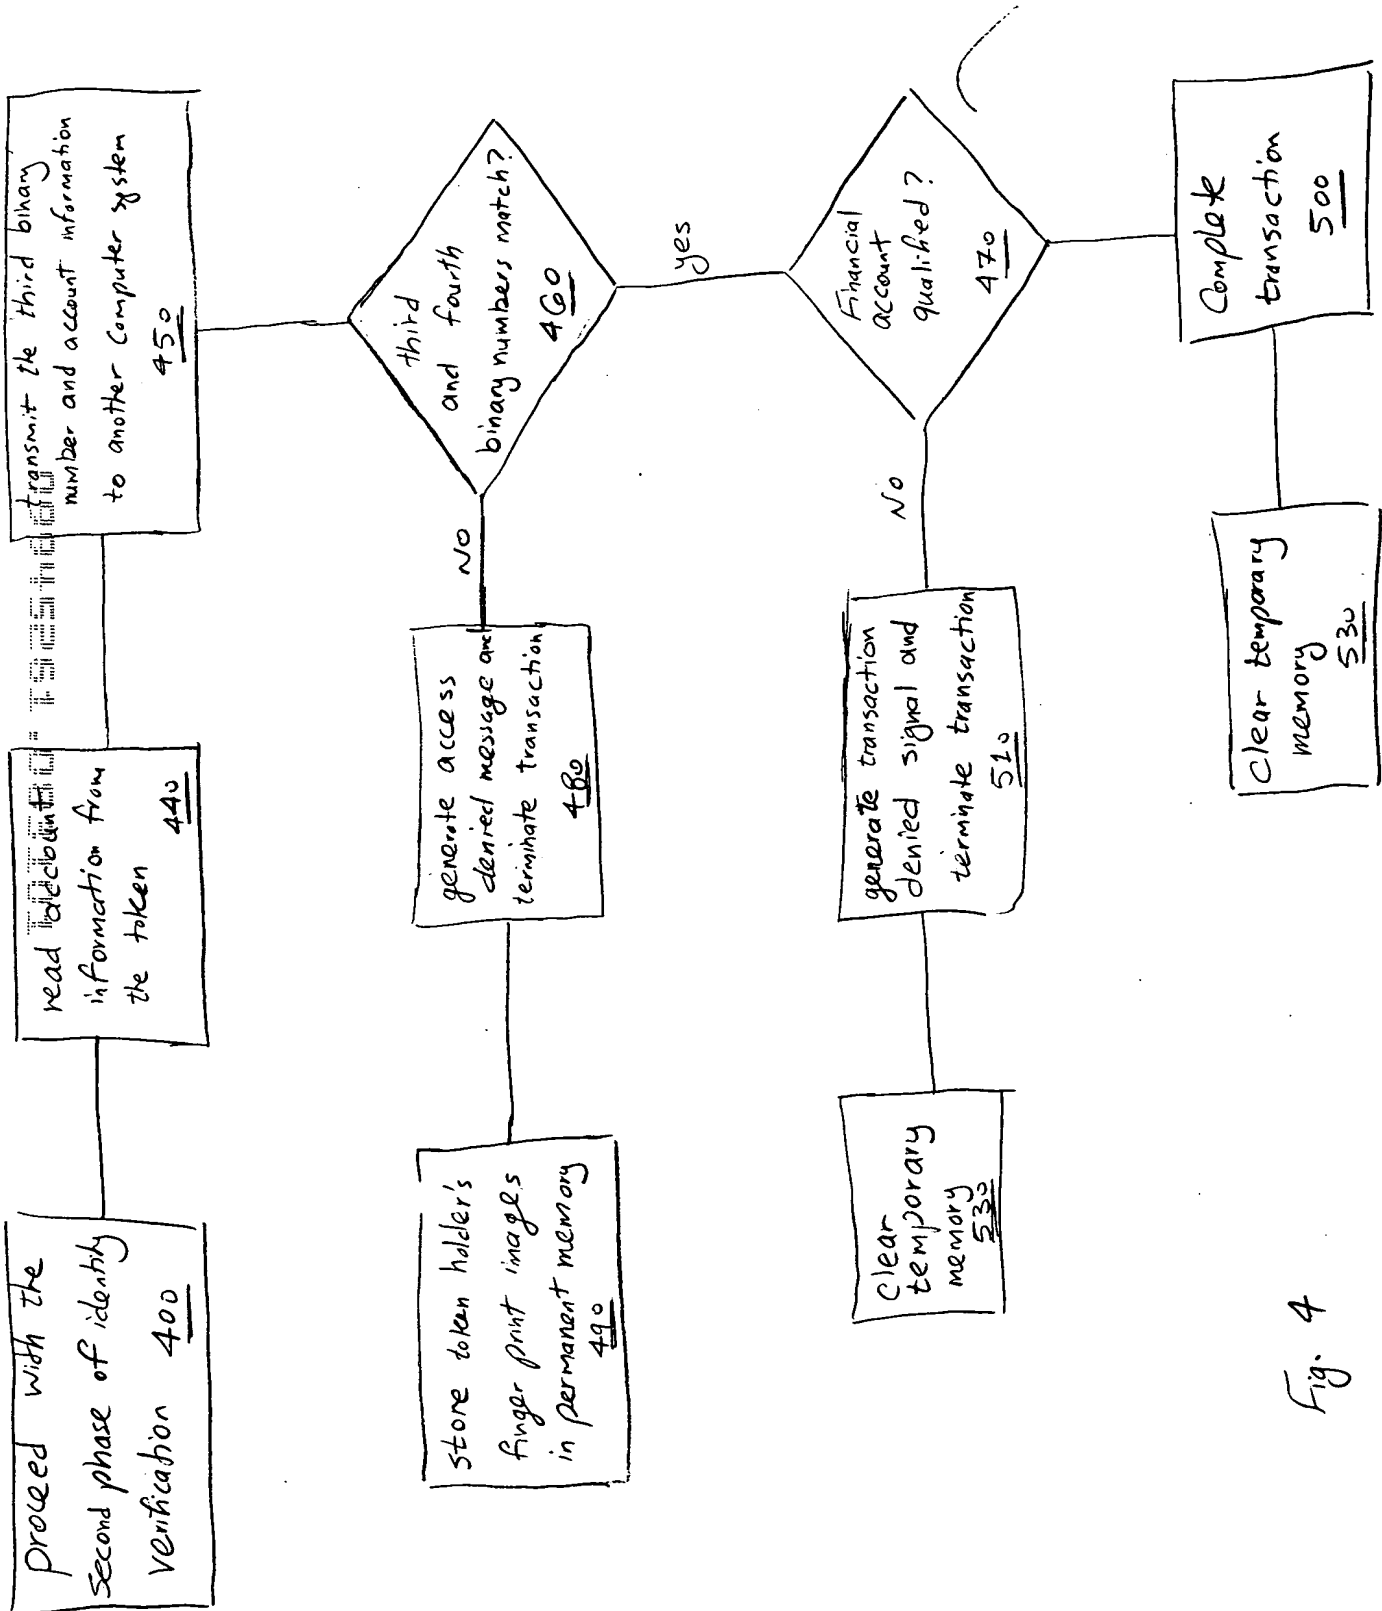 proceed with the
second phase of identity
verification 400
read account
information from
the token
440
transmit the third binary
number and account information
to another computer system
450
third
and fourth
binary numbers match?
460
No
yes
generate access
denied message and
terminate transaction
480
store token holder's
finger print images
in permanent memory
490
Financial
account
qualified?
470
No
generate transaction
denied signal and
terminate transaction
510
Clear
temporary
memory
530
Complete
transaction
500
Clear temporary
memory
530
Fig. 4